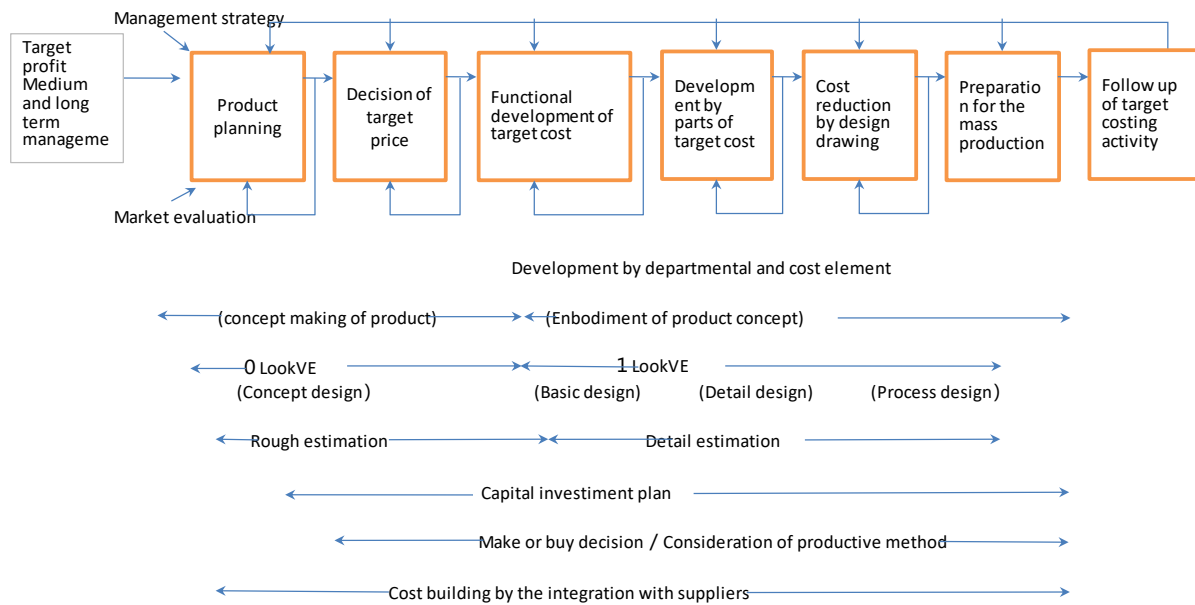 Management strategy
Target
profit
Medium
and long
term
manageme
Product
planning
Decision of
target
price
Functional
development of
target cost
Developm
ent by
parts of
target cost
Cost
reduction
by design
drawing
Preparatio
n for the
mass
production
Follow up
of target
costing
activity
Market evaluation
Development by departmental and cost element
(concept making of product)
(Enbodiment of product concept)
0 LookVE
1 LookVE
(Concept design)
(Basic design)
(Detail design)
(Process design)
Rough estimation
Detail estimation
Capital investiment plan
Make or buy decision / Consideration of productive method
Cost building by the integration with suppliers